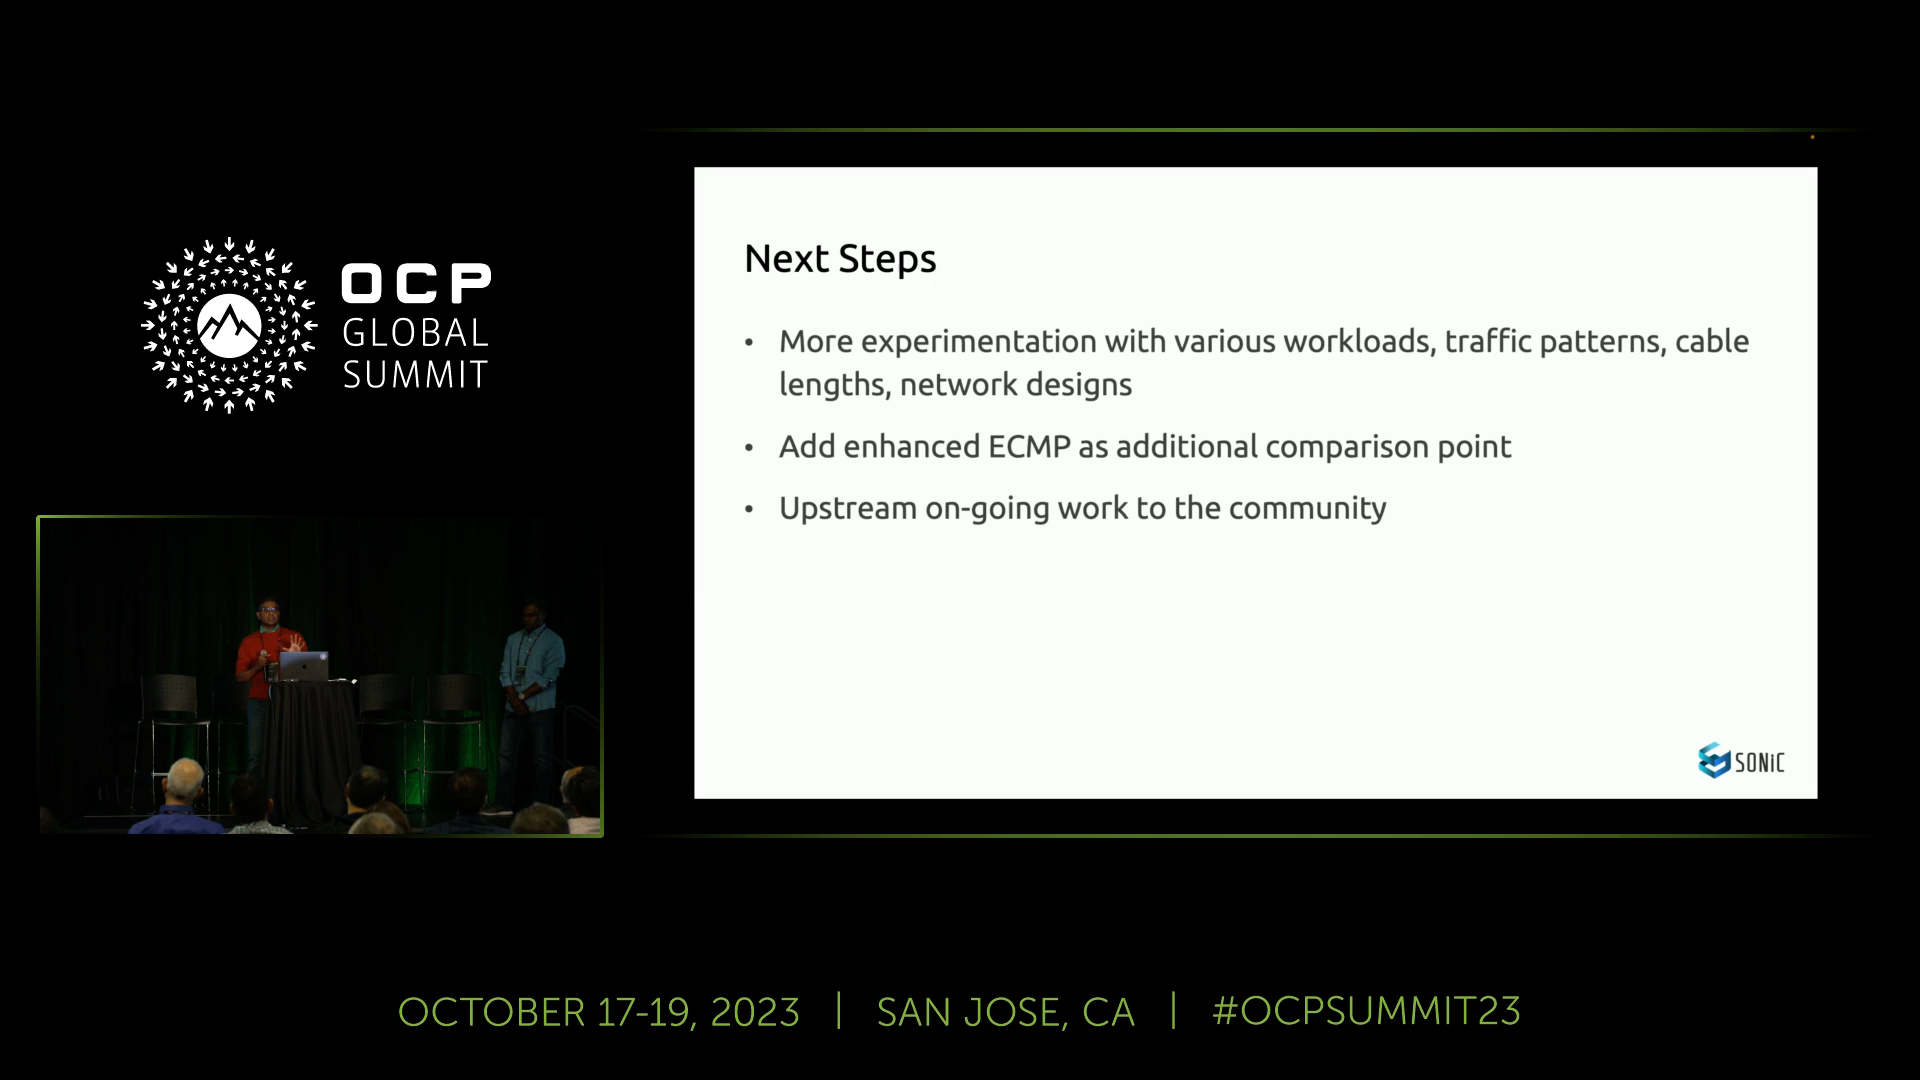 OCP
GLOBAL
SUMMIT
Next Steps
• More experimentation with various workloads, traffic patterns, cable
lengths, network designs
• Add enhanced ECMP as additional comparison point
• Upstream on-going work to the community
SONiC
OCTOBER 17-19, 2023 | SAN JOSE, CA | #OCPSUMMIT23